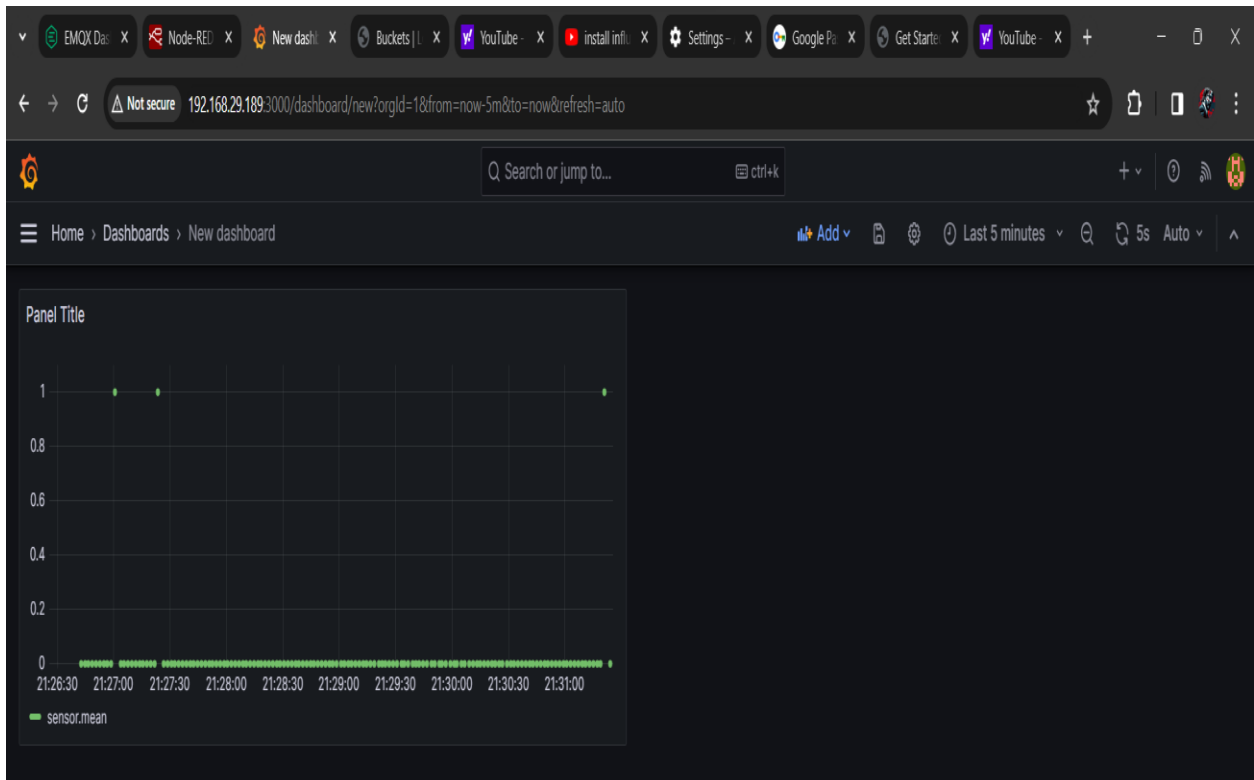 EMQX Das
Node-RED
New dashb
Buckets | L
YouTube -
install influ
Settings –
Google Pa
Get Starte
YouTube -
Not secure 192.168.29.189:3000/dashboard/new?orgId=1&from=now-5m&to=now&refresh=auto
Search or jump to... ctrl+k
Home › Dashboards › New dashboard Add Last 5 minutes 5s Auto
Panel Title
1
0.8
0.6
0.4
0.2
0
21:26:30 21:27:00 21:27:30 21:28:00 21:28:30 21:29:00 21:29:30 21:30:00 21:30:30 21:31:00
sensor.mean